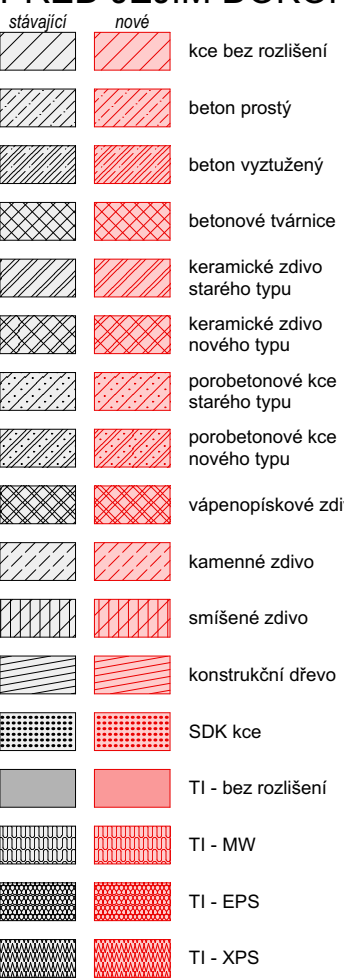 stávající nové
kce bez rozlišení
beton prostý
beton vyztužený
betonové tvárnice
keramické zdivo
starého typu
keramické zdivo
nového typu
porobetonové kce
starého typu
porobetonové kce
nového typu
vápenopískové
kamenné zdivo
smíšené zdivo
konstrukční dřevo
SDK kce
TI - bez rozlišení
TI - MW
TI - EPS
TI - XPS